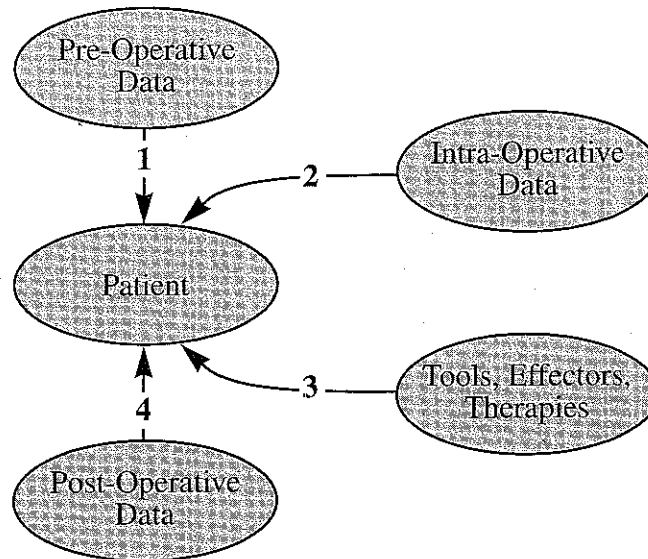 Pre-Operative
Data
1
2
Intra-Operative
Data
Patient
3
Tools, Effectors,
Therapies
4
Post-Operative
Data